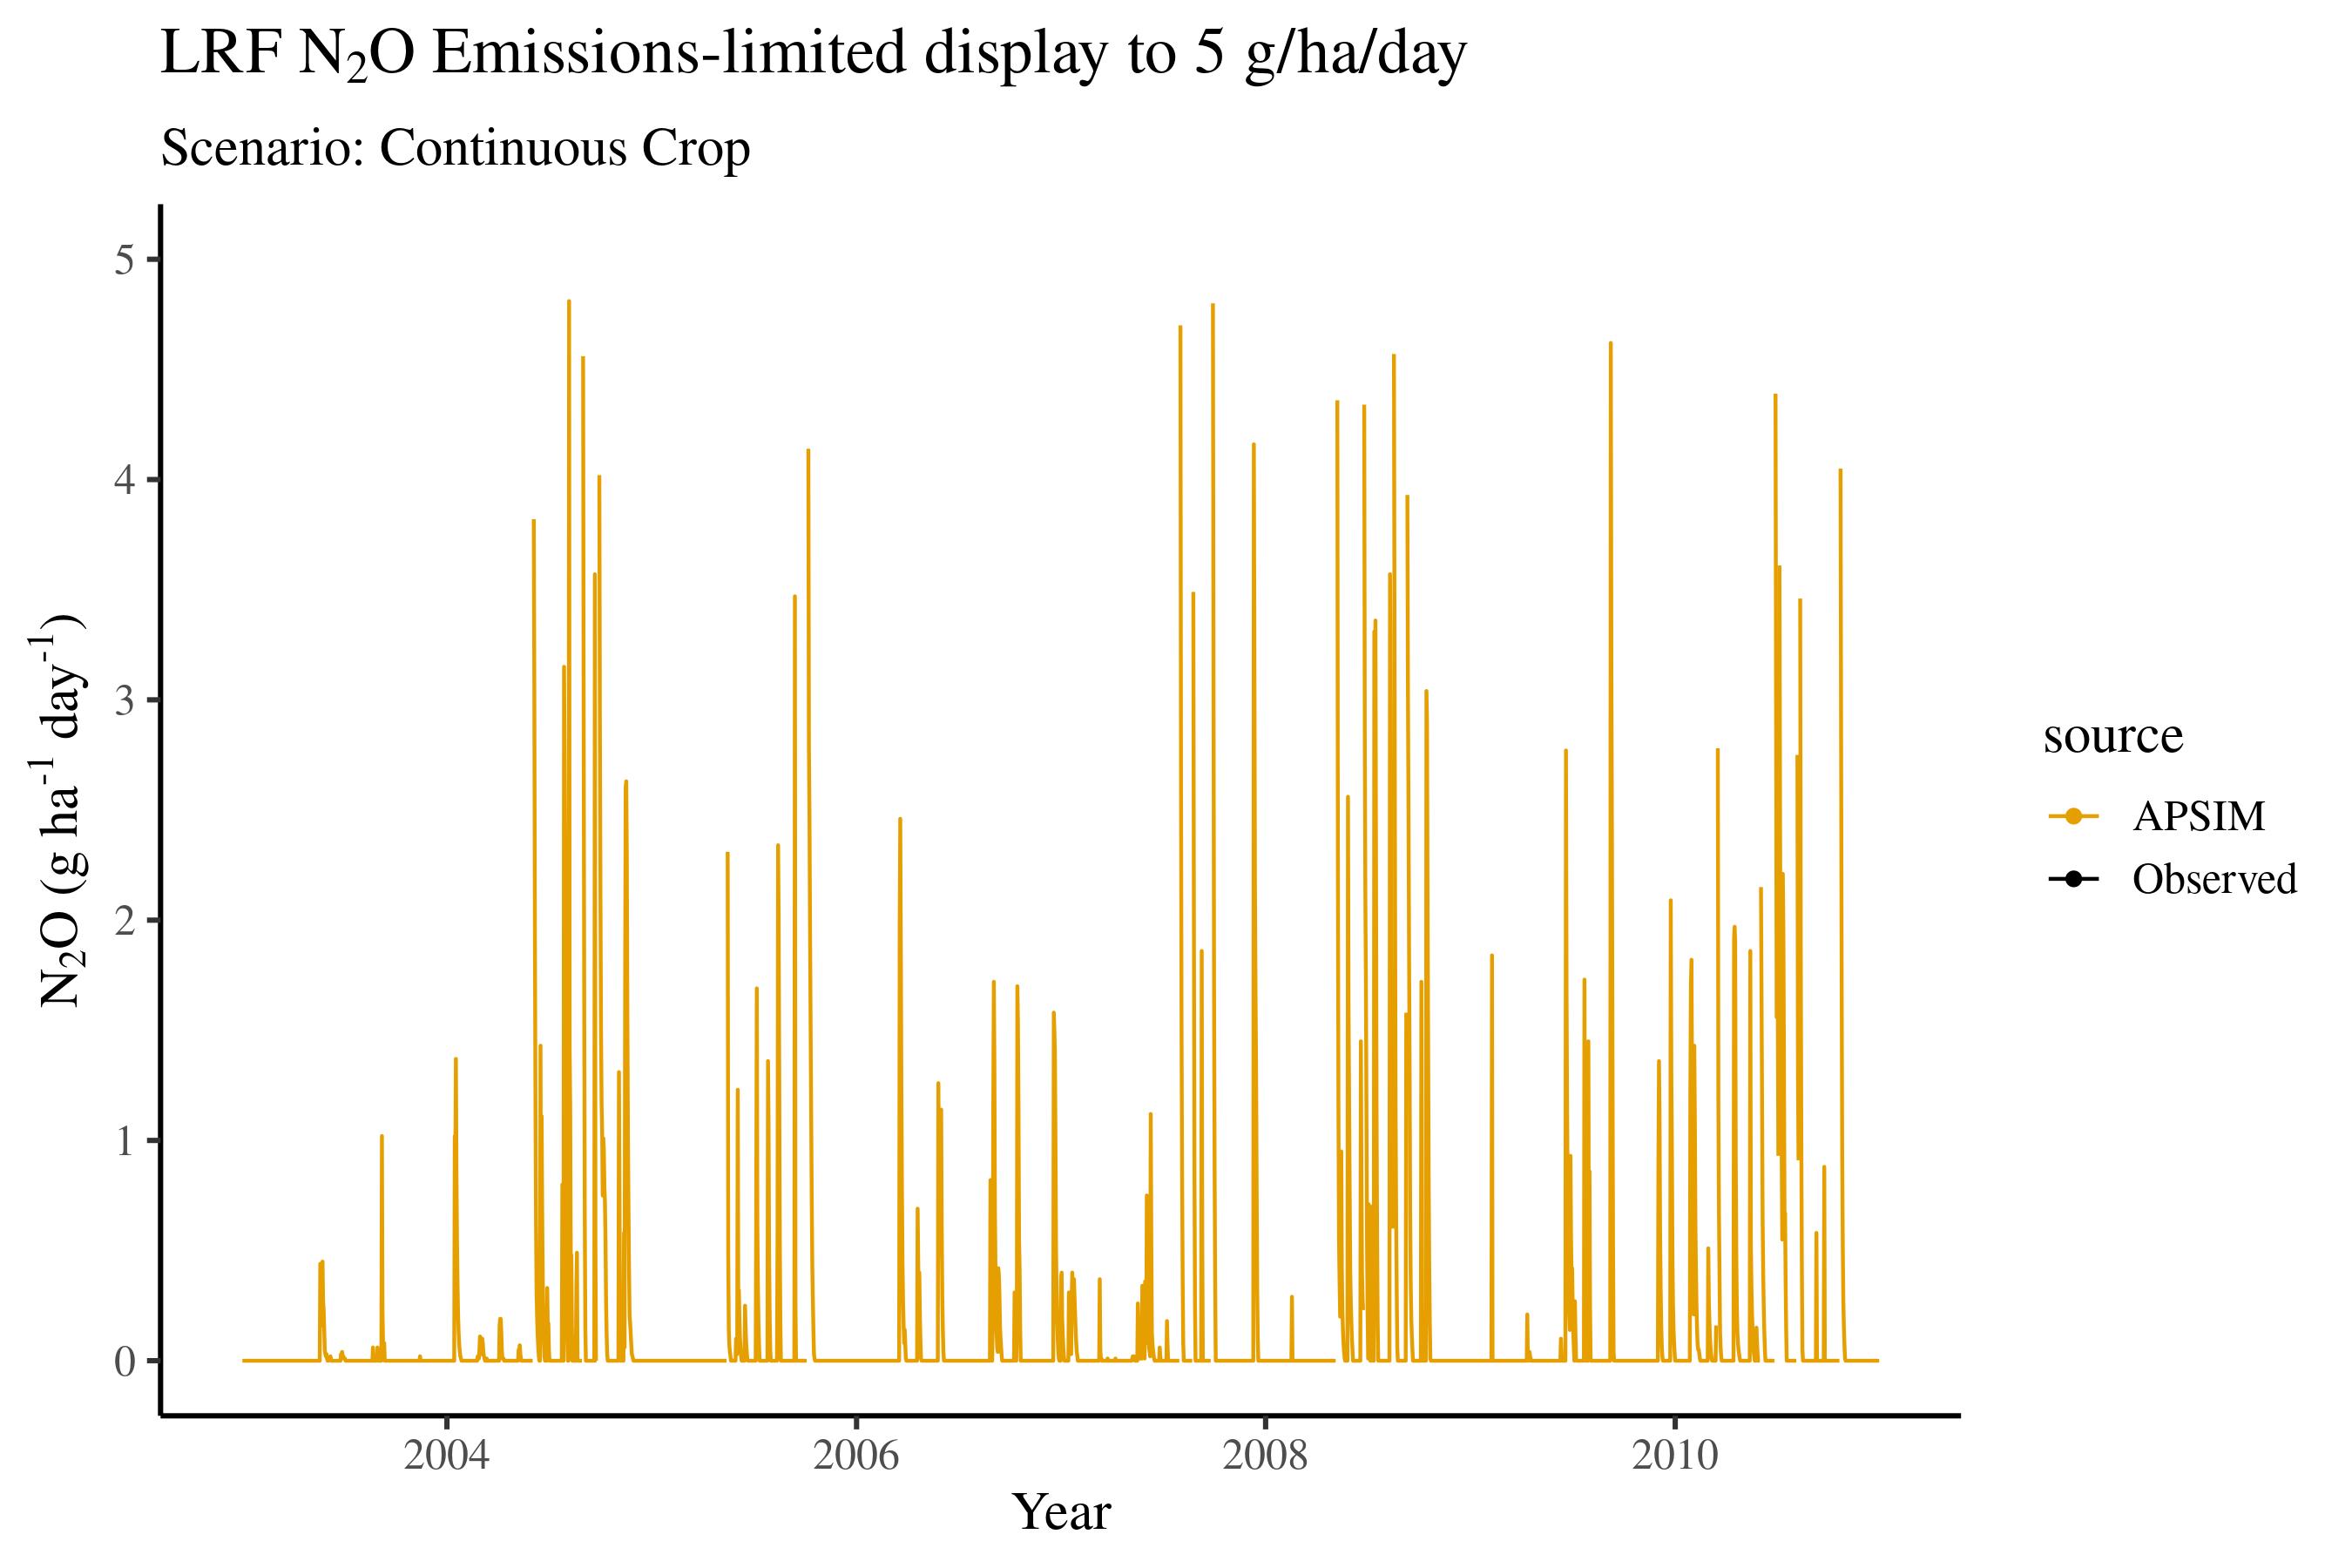 LRF N₂O Emissions-limited display to 5 g/ha/day
Scenario: Continuous Crop
N₂O (g ha⁻¹ day⁻¹)
5
4
3
2
1
0
2004 2006 2008 2010
Year
source
APSIM
Observed